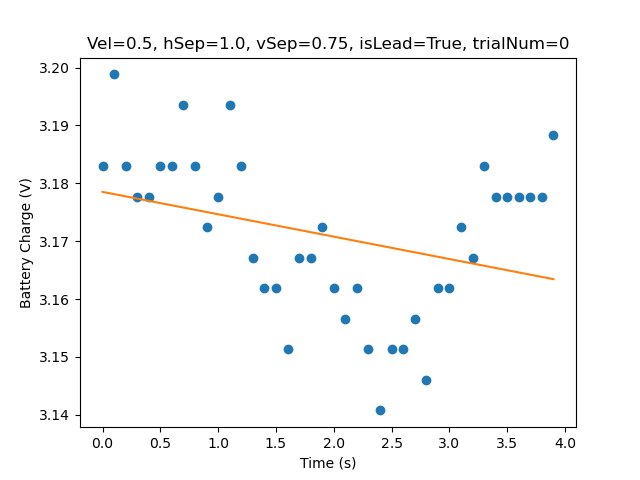 Vel=0.5, hSep=1.0, vSep=0.75, isLead=True, trialNum=0
3.20
3.19
3.18
3.17
3.16
3.15
3.14
Battery Charge (V)
0.0 0.5 1.0 1.5 2.0 2.5 3.0 3.5 4.0
Time (s)